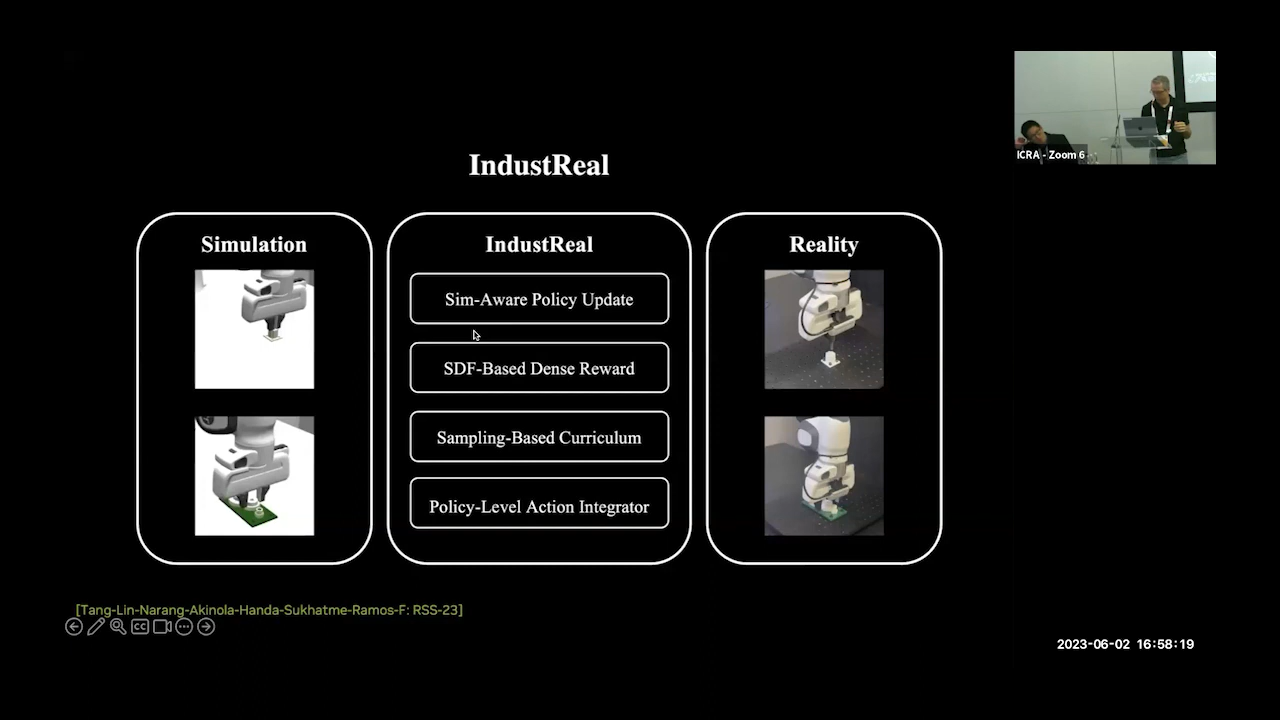 IndustReal
Simulation
IndustReal
Reality
Sim-Aware Policy Update
SDF-Based Dense Reward
Sampling-Based Curriculum
Policy-Level Action Integrator
[Tang-Lin-Narang-Akinola-Handa-Sukhatme-Ramos-F: RSS-23]
CC
ICRA - Zoom 6
2023-06-02 16:58:19